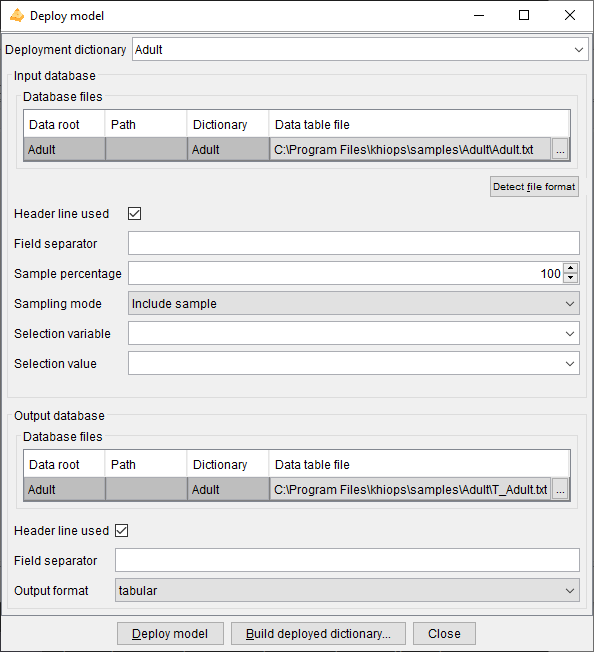 Deploy model
Deployment dictionary Adult
Input database
Database files
Data root Path Dictionary Data table file
Adult Adult C:\Program Files\khiops\samples\Adult\Adult.txt ...
Detect file format
Header line used
Field separator
Sample percentage 100
Sampling mode Include sample
Selection variable
Selection value
Output database
Database files
Data root Path Dictionary Data table file
Adult Adult C:\Program Files\khiops\samples\Adult\T_Adult.txt ...
Header line used
Field separator
Output format tabular
Deploy model Build deployed dictionary... Close